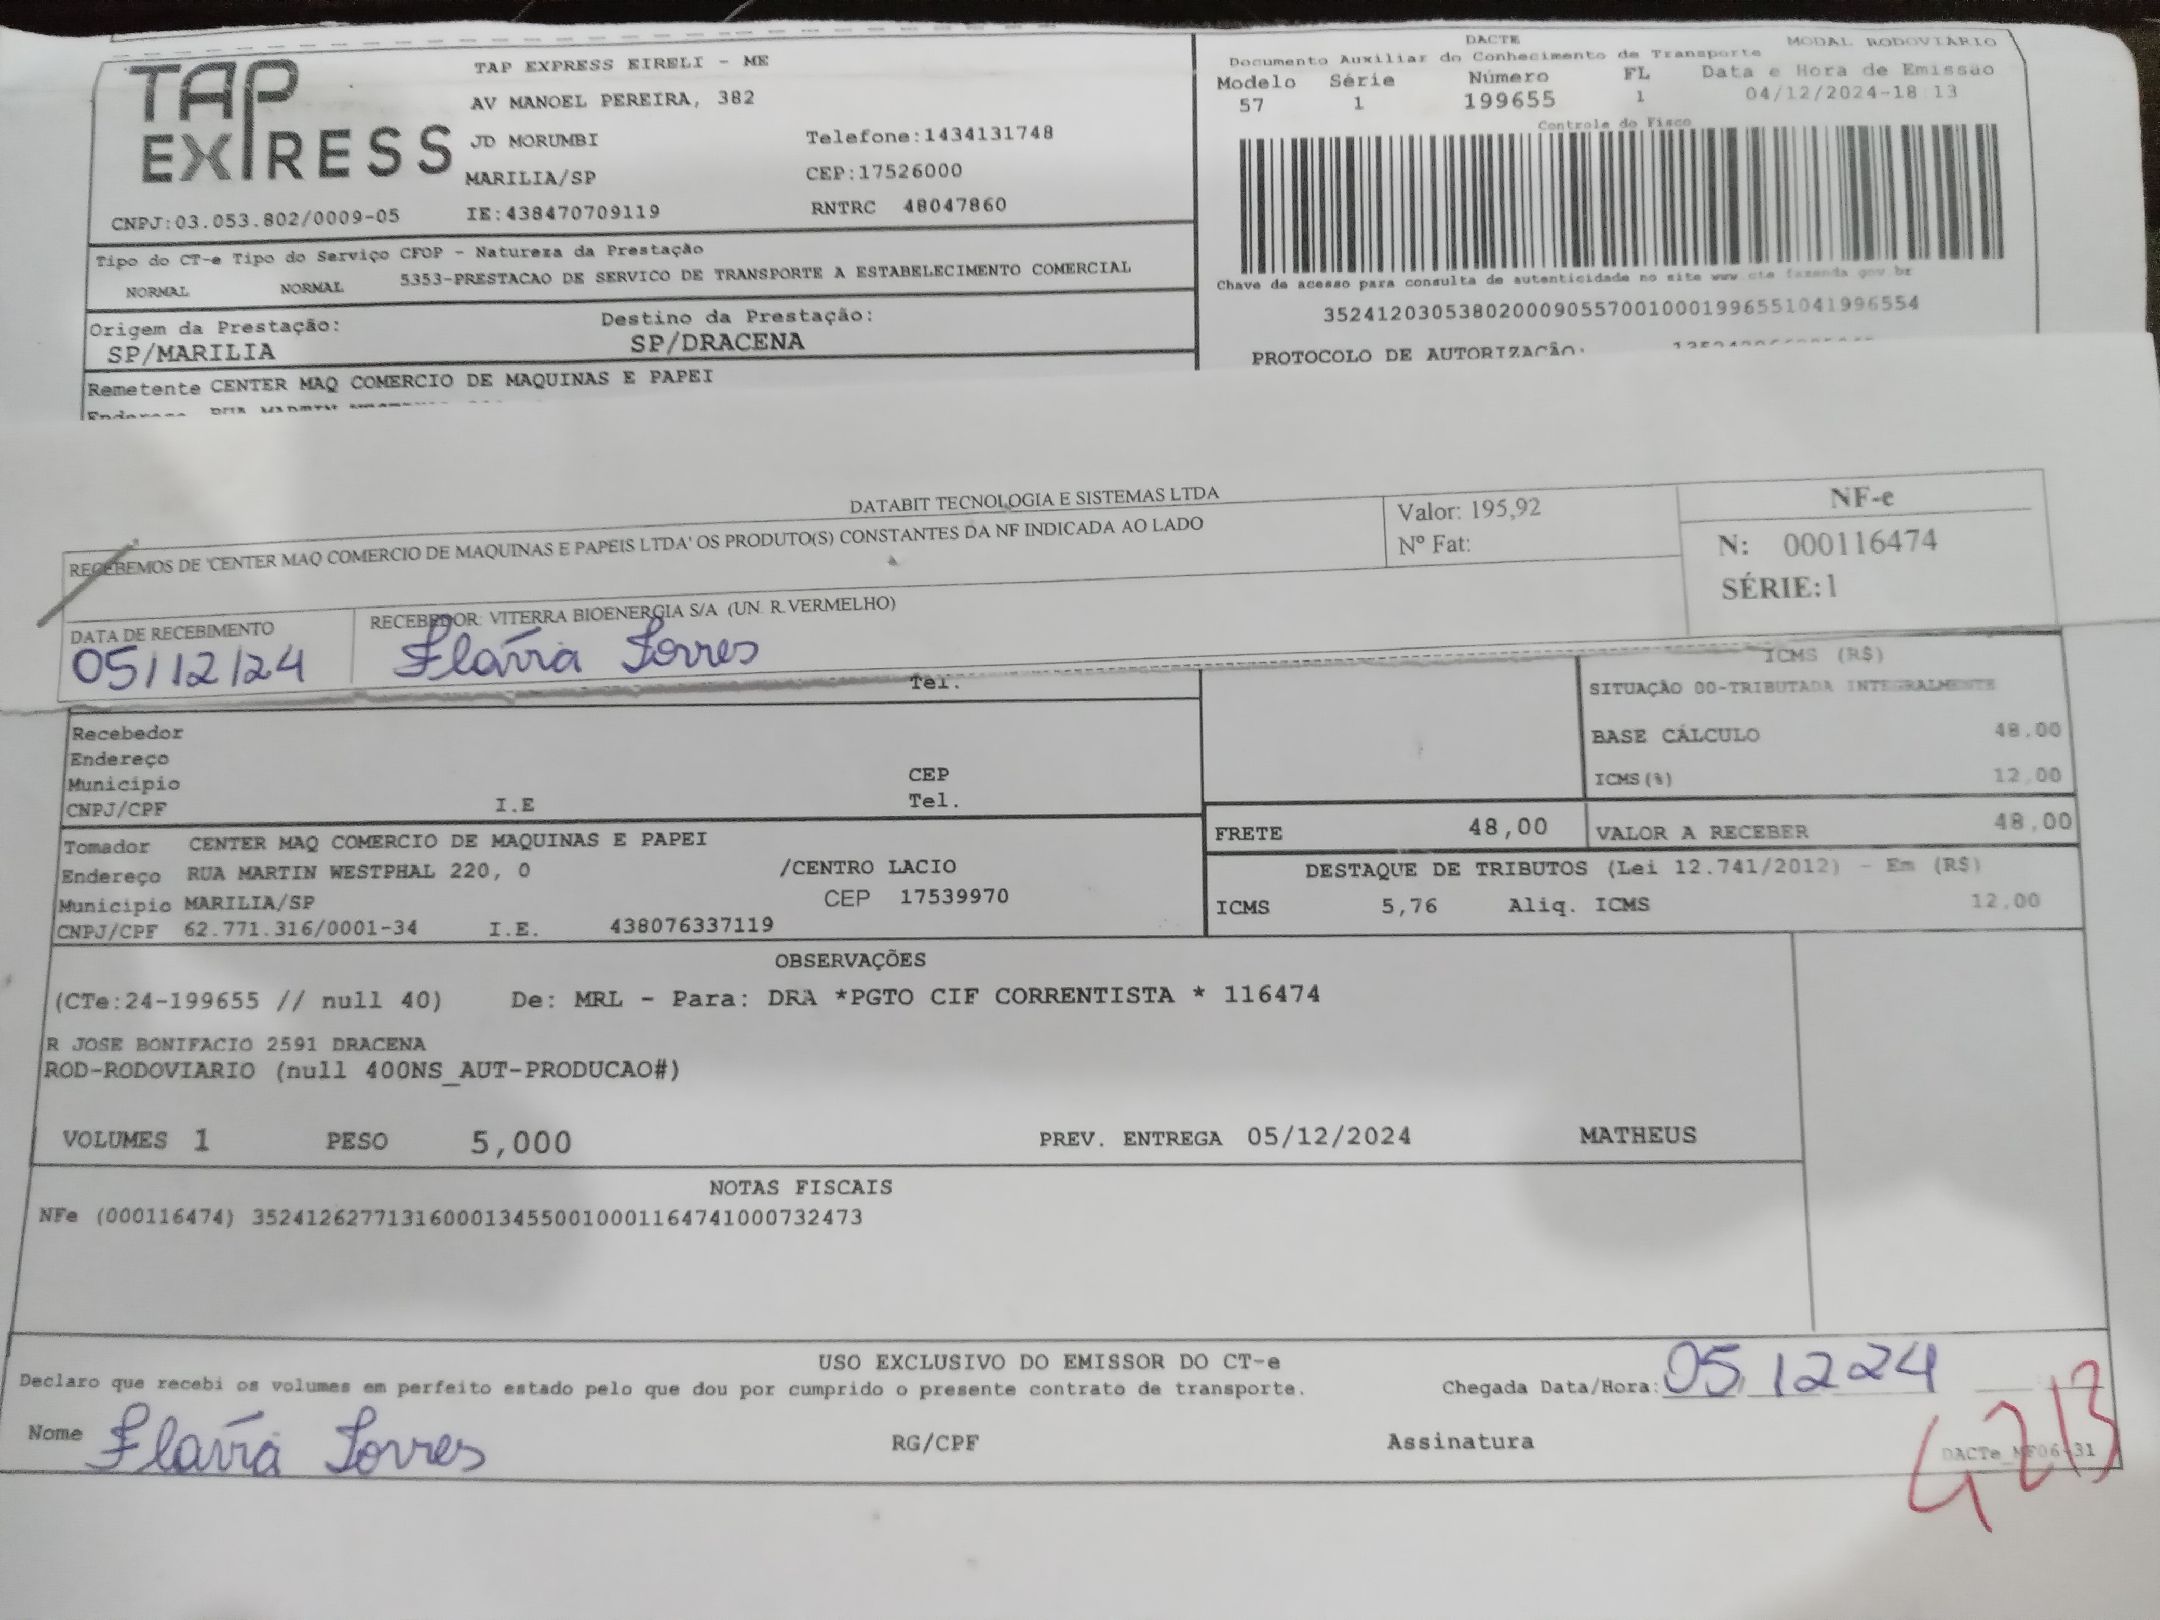 TAP
EXPRESS
TAP EXPRESS EIRELI - ME
AV MANOEL PEREIRA, 382
JD MORUMBI
Telefone:1434131748
MARILIA/SP
CEP:17526000
CNPJ:03.053.802/0009-05
IE:438470709119
RNTRC 48047860
DACTE
MODAL RODOVIARIO
Documento Auxiliar do Conhecimento de Transporte
Modelo Série Número FL Data e Hora de Emissão
57 1 199655 1 04/12/2024-18:13
Controle do Fisco
Tipo do CT-e Tipo do Serviço CFOP - Natureza da Prestação
NORMAL NORMAL 5353-PRESTACAO DE SERVICO DE TRANSPORTE A ESTABELECIMENTO COMERCIAL
Chave de acesso para consulta de autenticidade no site www.cte.fazenda.gov.br
35241203053802000905570010001996551041996554
Origem da Prestação:
SP/MARILIA
Destino da Prestação:
SP/DRACENA
PROTOCOLO DE AUTORIZAÇÃO:
Remetente CENTER MAQ COMERCIO DE MAQUINAS E PAPEI
Endereço RUA MARTIN
DATABIT TECNOLOGIA E SISTEMAS LTDA
RECEBEMOS DE 'CENTER MAQ COMERCIO DE MAQUINAS E PAPEIS LTDA' OS PRODUTO(S) CONSTANTES DA NF INDICADA AO LADO
Valor: 195,92
Nº Fat:
NF-e
N: 000116474
SÉRIE:1
DATA DE RECEBIMENTO
05/12/24
RECEBEDOR: VITERRA BIOENERGIA S/A (UN. R.VERMELHO)
Flavia Torres
Tel.
ICMS (R$)
SITUAÇÃO 00-TRIBUTADA INTEGRALMENTE
BASE CÁLCULO 48,00
ICMS(%) 12,00
Recebedor
Endereço
Municipio CEP
CNPJ/CPF I.E Tel.
FRETE 48,00
VALOR A RECEBER 48,00
Tomador CENTER MAQ COMERCIO DE MAQUINAS E PAPEI
Endereço RUA MARTIN WESTPHAL 220, 0 /CENTRO LACIO
Municipio MARILIA/SP CEP 17539970
CNPJ/CPF 62.771.316/0001-34 I.E. 438076337119
DESTAQUE DE TRIBUTOS (Lei 12.741/2012) - Em (R$)
ICMS 5,76 Aliq. ICMS 12,00
OBSERVAÇÕES
(CTe:24-199655 // null 40) De: MRL - Para: DRA *PGTO CIF CORRENTISTA * 116474
R JOSE BONIFACIO 2591 DRACENA
ROD-RODOVIARIO (null 400NS_AUT-PRODUCAO#)
VOLUMES 1 PESO 5,000 PREV. ENTREGA 05/12/2024 MATHEUS
NOTAS FISCAIS
NFe (000116474) 35241262771316000134550010001164741000732473
USO EXCLUSIVO DO EMISSOR DO CT-e
Declaro que recebi os volumes em perfeito estado pelo que dou por cumprido o presente contrato de transporte.
Chegada Data/Hora: 05 12 24
Nome Flavia Torres
RG/CPF
Assinatura
4213